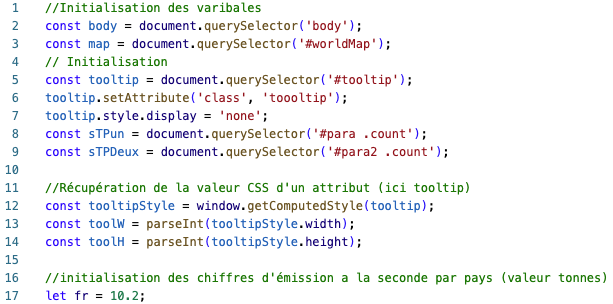 1 //Initialisation des varibales
2 const body = document.querySelector('body');
3 const map = document.querySelector('#worldMap');
4 // Initialisation
5 const tooltip = document.querySelector('#tooltip');
6 tooltip.setAttribute('class', 'toooltip');
7 tooltip.style.display = 'none';
8 const sTPun = document.querySelector('#para .count');
9 const sTPDeux = document.querySelector('#para2 .count');
10
11 //Récupération de la valeur CSS d'un attribut (ici tooltip)
12 const tooltipStyle = window.getComputedStyle(tooltip);
13 const toolW = parseInt(tooltipStyle.width);
14 const toolH = parseInt(tooltipStyle.height);
15
16 //initialisation des chiffres d'émission a la seconde par pays (valeur tonnes)
17 let fr = 10.2;